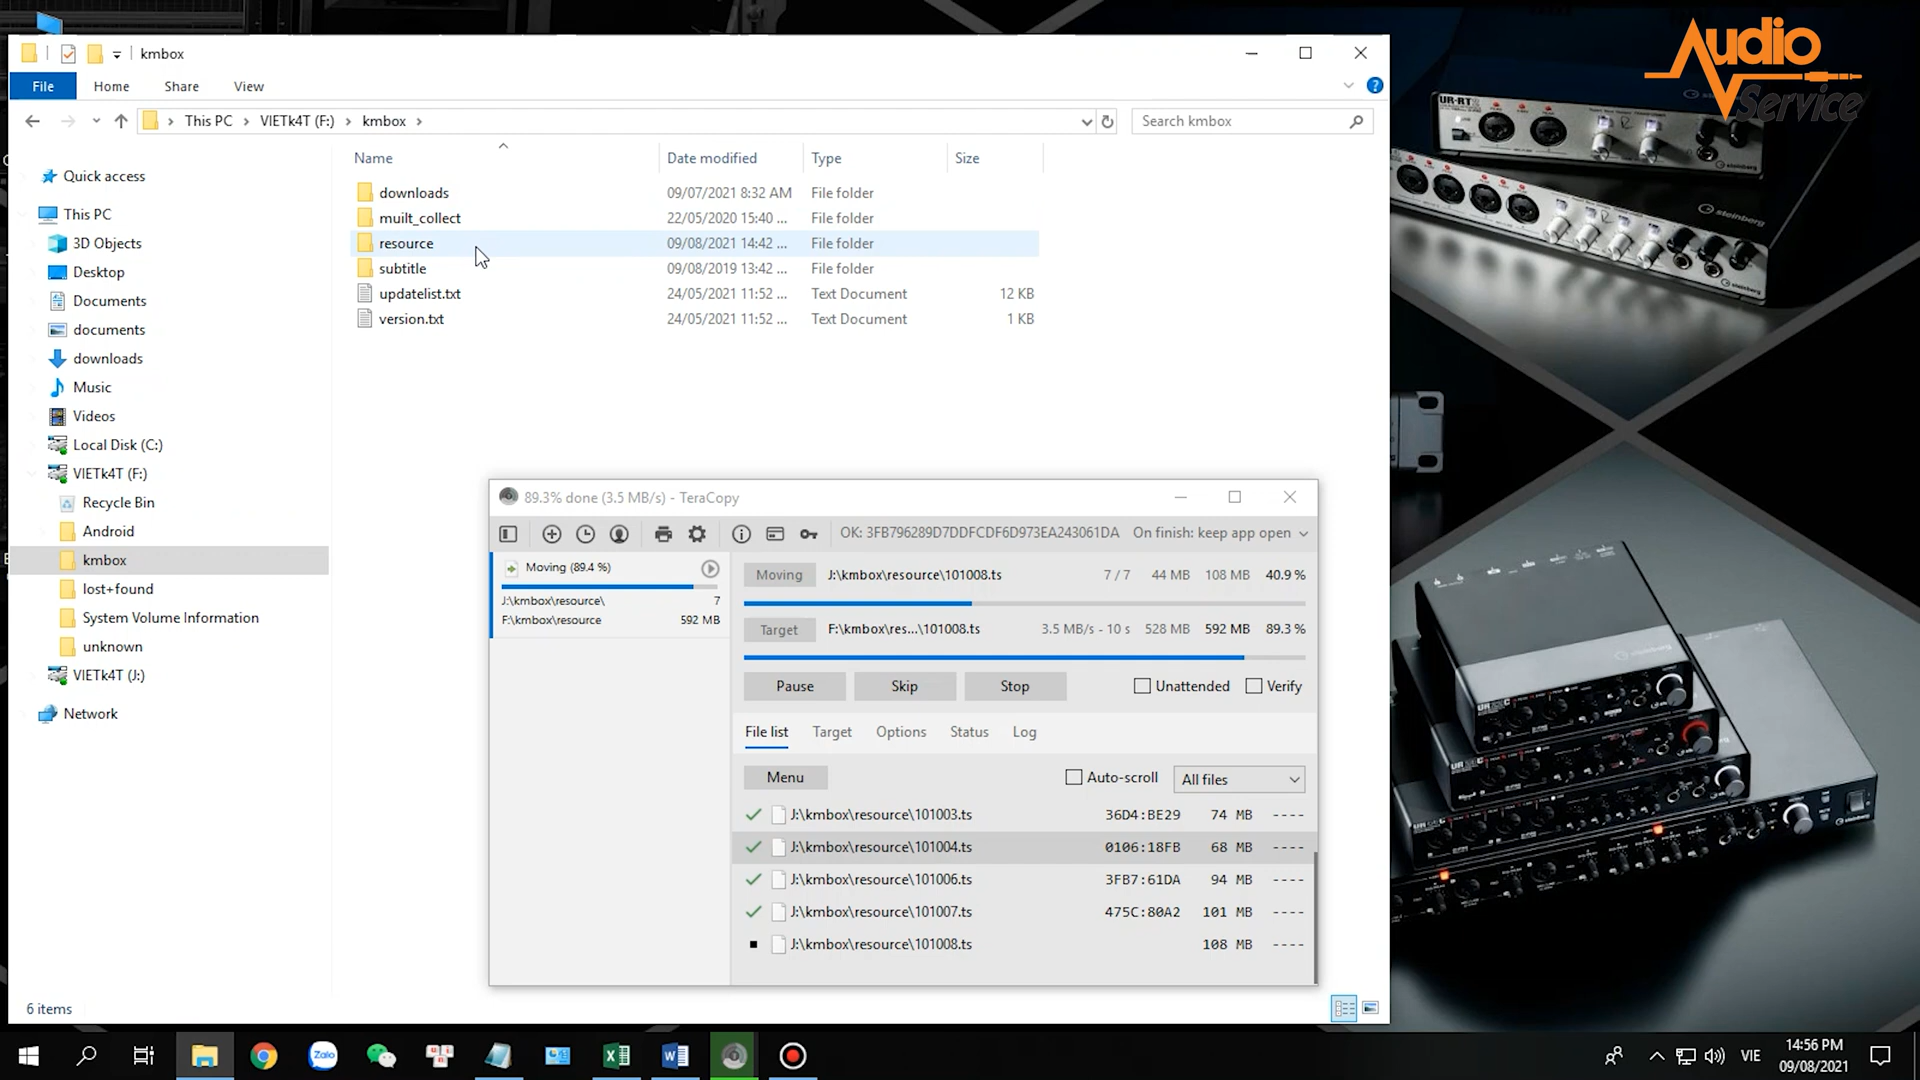 kmbox
File
Home
Share
View
This PC
VIETk4T (F:)
kmbox
Search kmbox
Name
Date modified
Type
Size
Quick access
This PC
3D Objects
Desktop
Documents
documents
downloads
Music
Videos
Local Disk (C:)
VIETk4T (F:)
Recycle Bin
Android
kmbox
lost+found
System Volume Information
unknown
VIETk4T (J:)
Network
downloads 09/07/2021 8:32 AM File folder
muilt_collect 22/05/2020 15:40 ... File folder
resource 09/08/2021 14:42 ... File folder
subtitle 09/08/2019 13:42 ... File folder
updatelist.txt 24/05/2021 11:52 ... Text Document 12 KB
version.txt 24/05/2021 11:52 ... Text Document 1 KB
6 items
89.3% done (3.5 MB/s) - TeraCopy
OK: 3FB796289D7DDFCDF6D973EA243061DA On finish: keep app open
Moving (89.4 %)
J:\kmbox\resource\ 7
F:\kmbox\resource 592 MB
Moving J:\kmbox\resource\101008.ts 7 / 7 44 MB 108 MB 40.9 %
Target F:\kmbox\res...\101008.ts 3.5 MB/s - 10 s 528 MB 592 MB 89.3 %
Pause Skip Stop Unattended Verify
File list Target Options Status Log
Menu Auto-scroll All files
J:\kmbox\resource\101003.ts 36D4:BE29 74 MB ----
J:\kmbox\resource\101004.ts 0106:18FB 68 MB ----
J:\kmbox\resource\101006.ts 3FB7:61DA 94 MB ----
J:\kmbox\resource\101007.ts 475C:80A2 101 MB ----
J:\kmbox\resource\101008.ts 108 MB ----
Audio
Service
UR-RT2
steinberg
steinberg
steinberg
Zalo
VIE
14:56 PM
09/08/2021